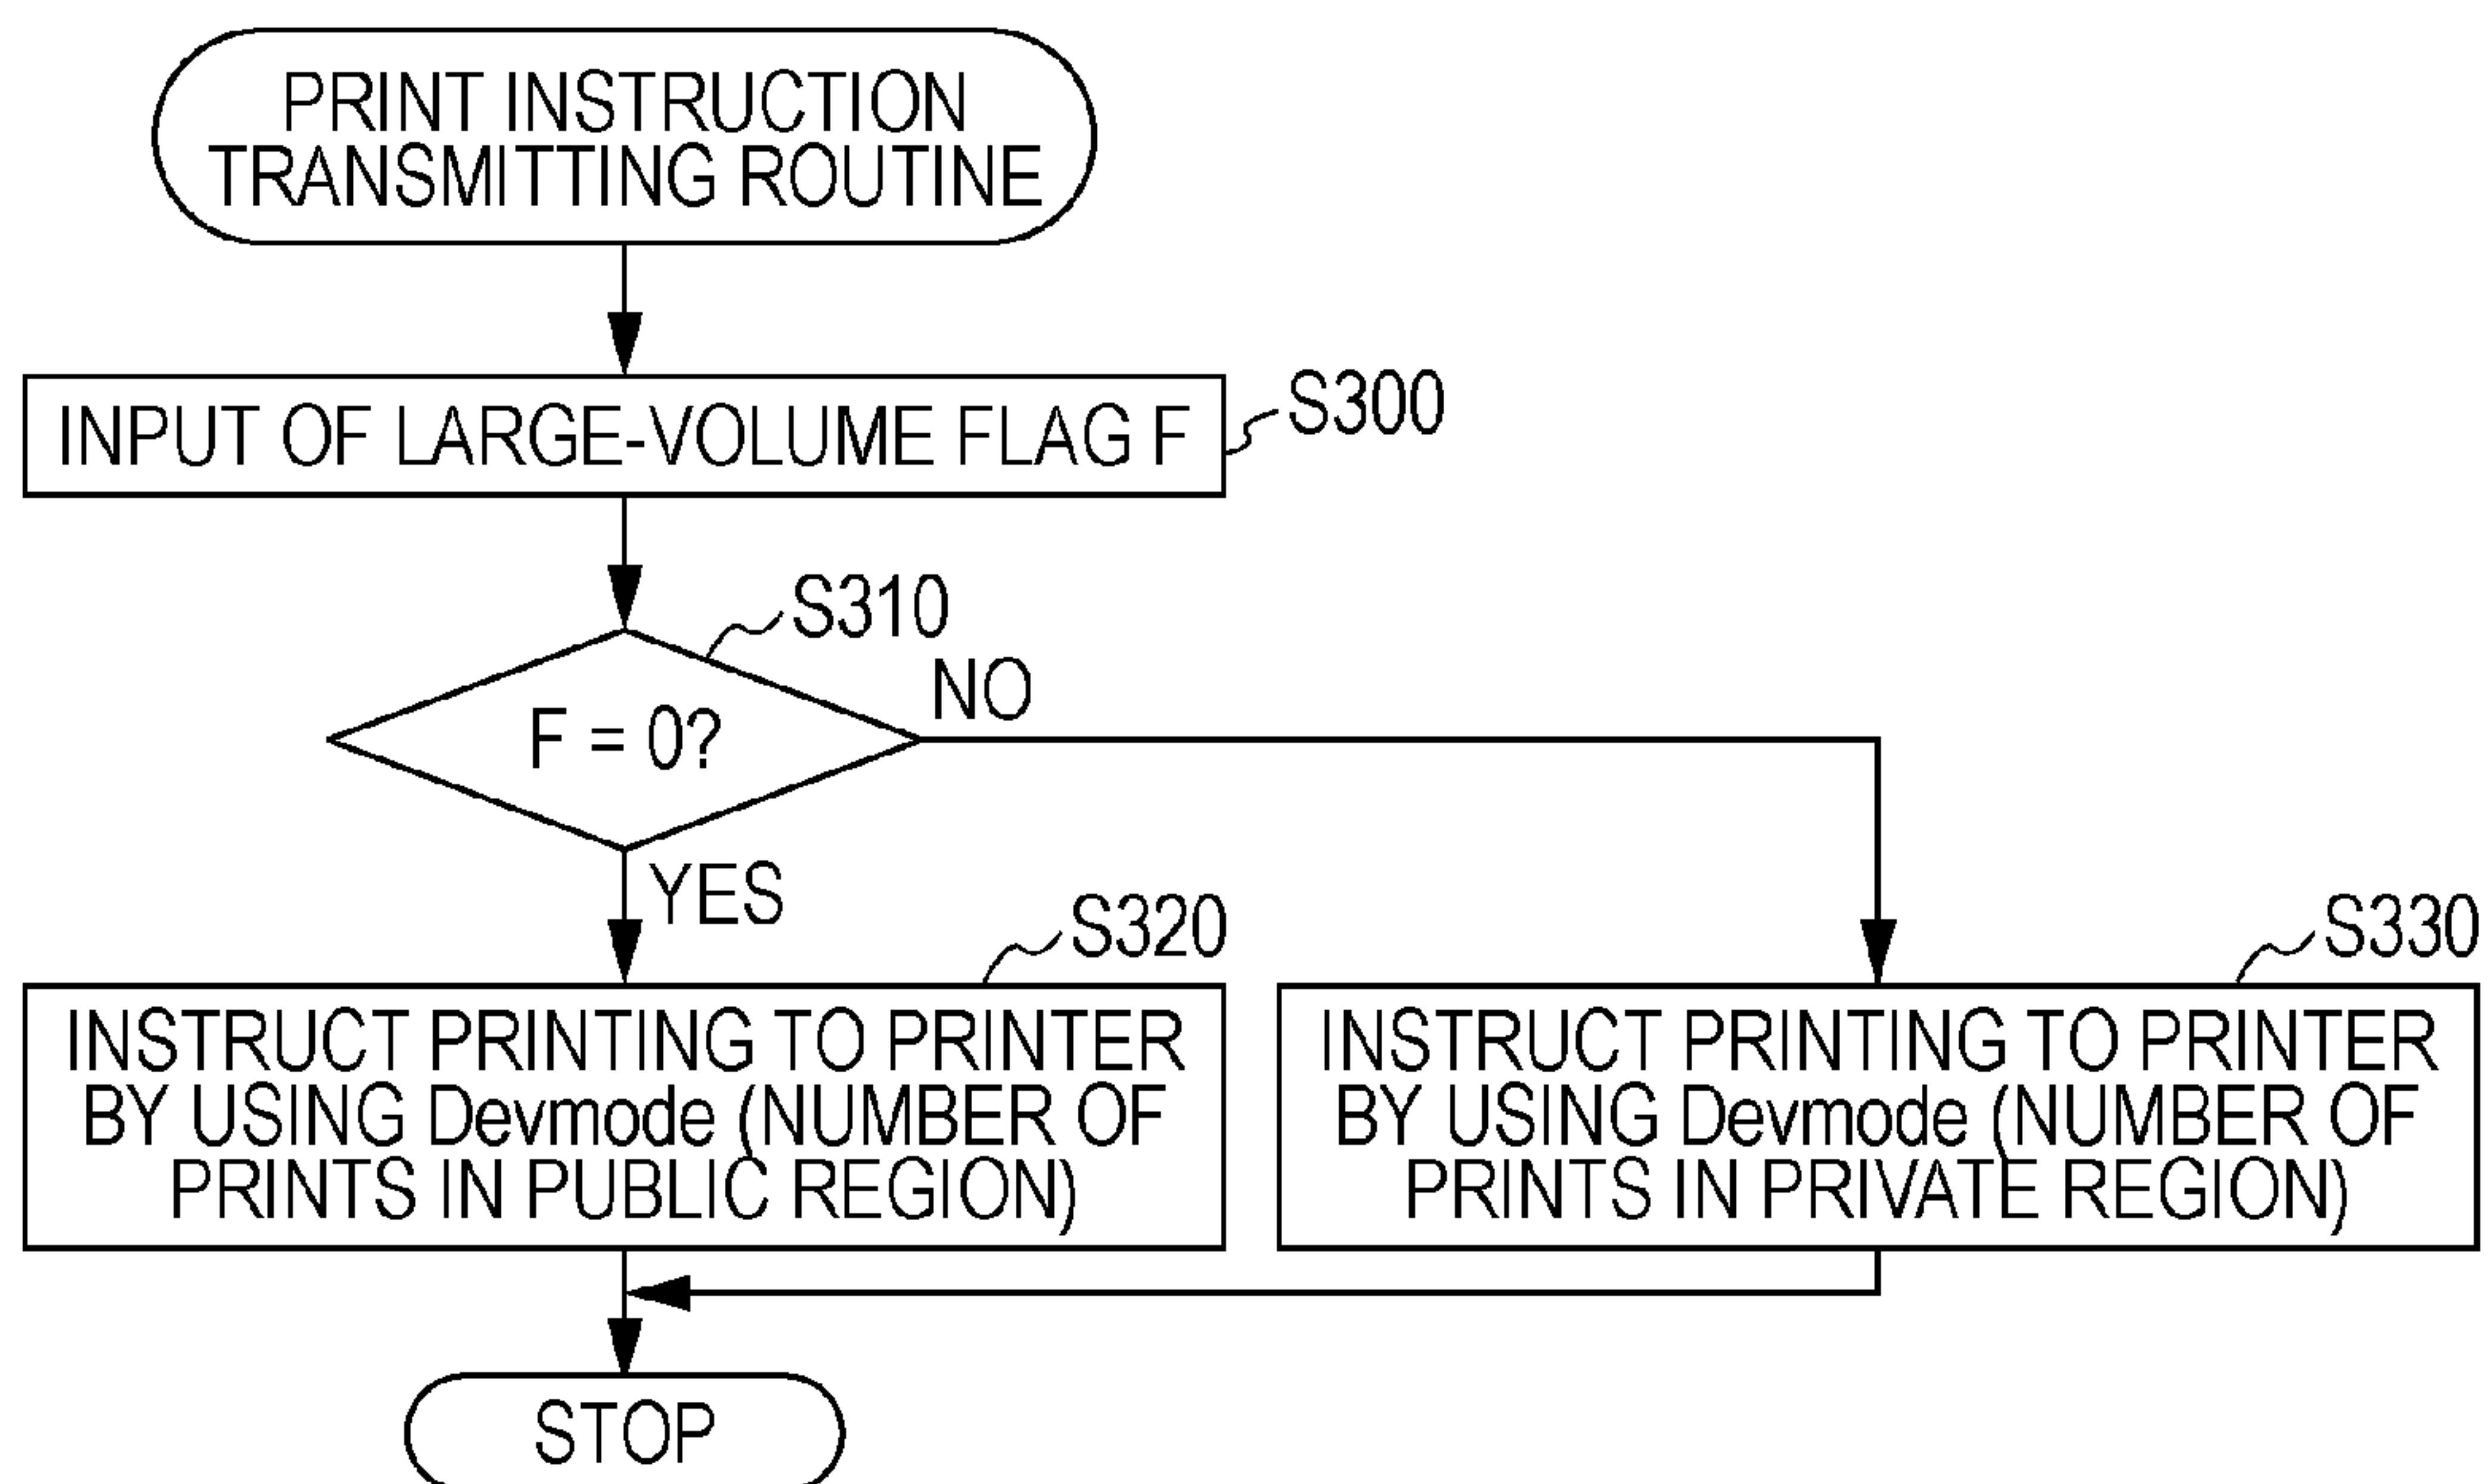 PRINT INSTRUCTION
TRANSMITTING ROUTINE
INPUT OF LARGE-VOLUME FLAG F
S300
S310
F = 0?
NO
YES
S320
INSTRUCT PRINTING TO PRINTER
BY USING Devmode (NUMBER OF
PRINTS IN PUBLIC REGION)
S330
INSTRUCT PRINTING TO PRINTER
BY USING Devmode (NUMBER OF
PRINTS IN PRIVATE REGION)
STOP